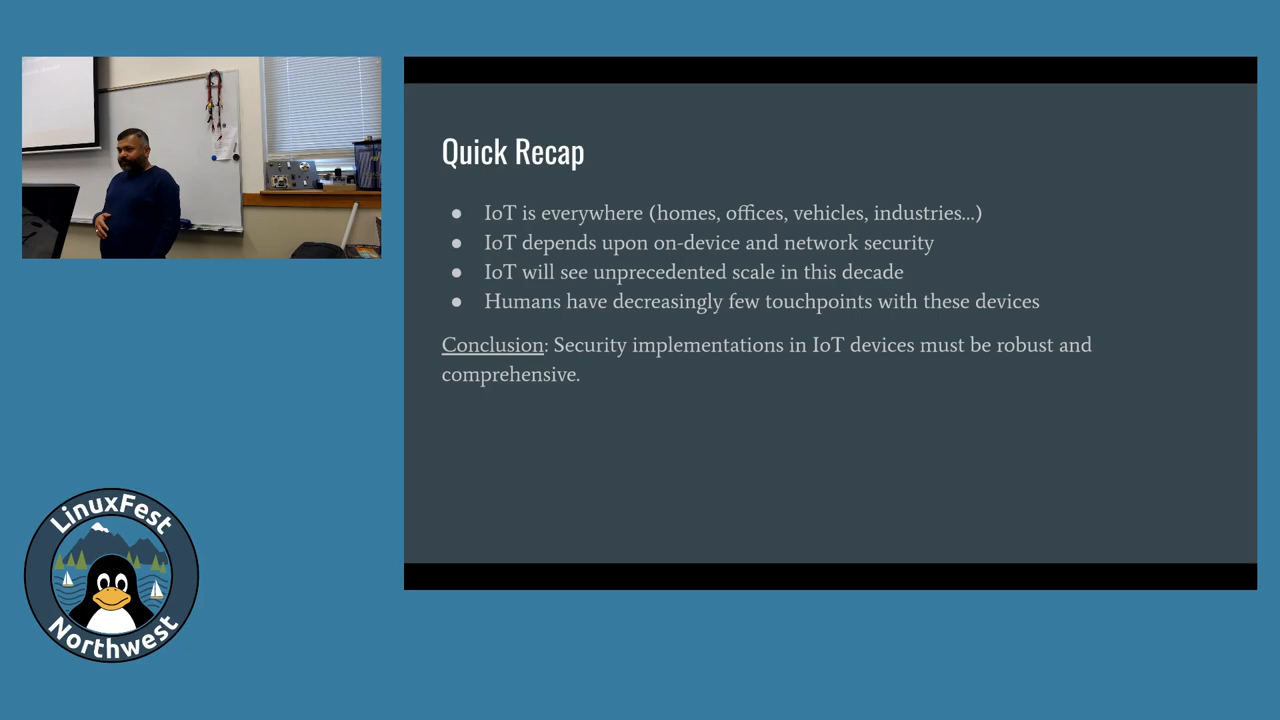 Quick Recap
● IoT is everywhere (homes, offices, vehicles, industries...)
● IoT depends upon on-device and network security
● IoT will see unprecedented scale in this decade
● Humans have decreasingly few touchpoints with these devices
Conclusion: Security implementations in IoT devices must be robust and
comprehensive.
LinuxFest
Northwest